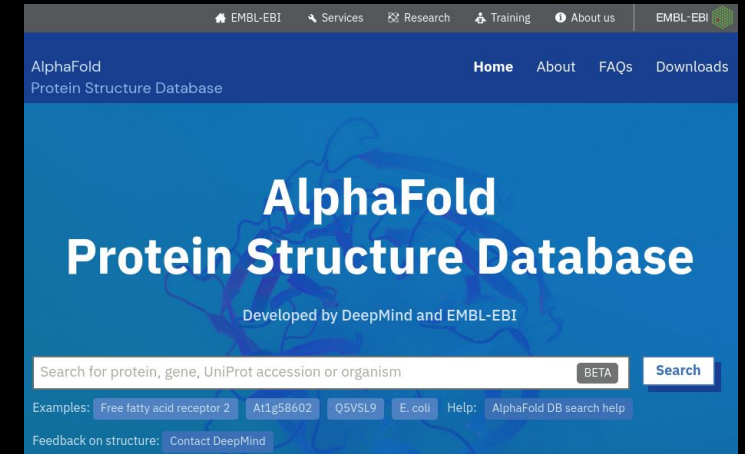 EMBL-EBI Services Research Training About us EMBL-EBI
AlphaFold
Protein Structure Database
Home About FAQs Downloads
AlphaFold
Protein Structure Database
Developed by DeepMind and EMBL-EBI
Search for protein, gene, UniProt accession or organism BETA Search
Examples: Free fatty acid receptor 2 At1g58602 Q5VSL9 E. coli Help: AlphaFold DB search help
Feedback on structure: Contact DeepMind